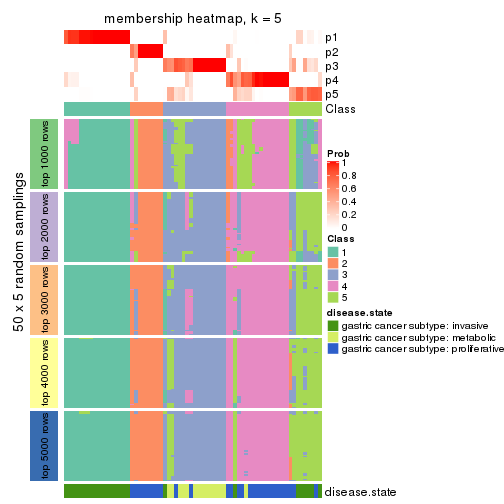 membership heatmap, k = 5
p1
p2
p3
p4
p5
Class
50 x 5 random samplings
top 1000 rows
top 2000 rows
top 3000 rows
top 4000 rows
top 5000 rows
disease.state
Prob
1
0.8
0.6
0.4
0.2
0
Class
1
2
3
4
5
disease.state
gastric cancer subtype: invasive
gastric cancer subtype: metabolic
gastric cancer subtype: proliferative